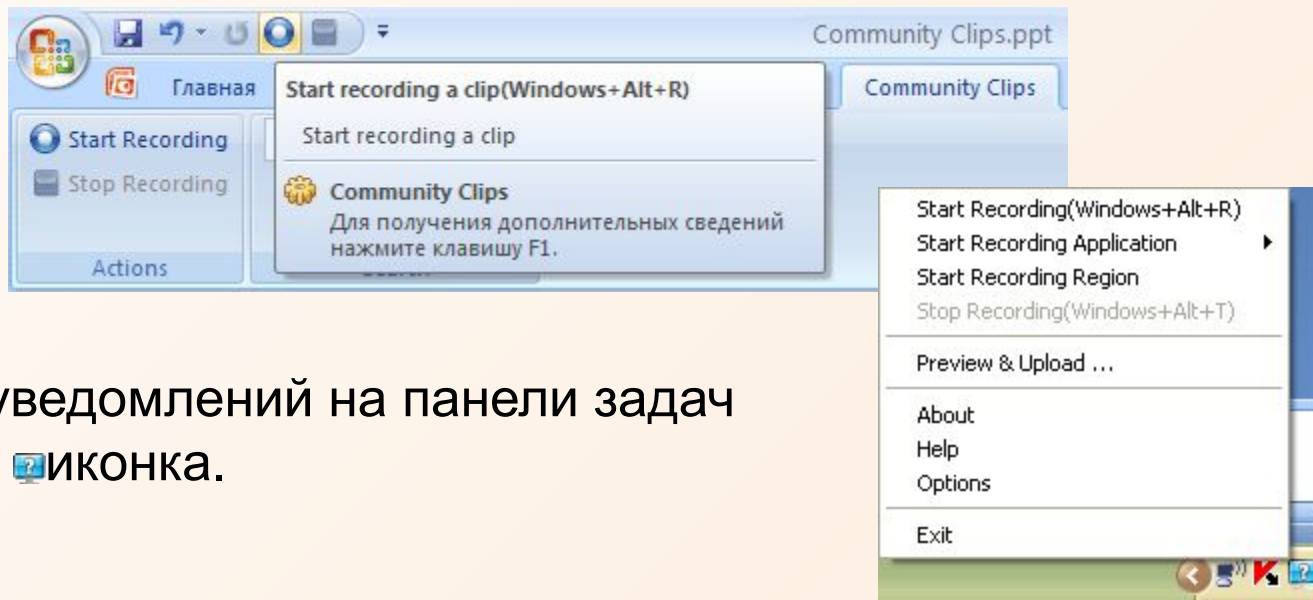 Community Clips.ppt
Главная
Community Clips
Start Recording
Stop Recording
Actions
Start recording a clip(Windows+Alt+R)
Start recording a clip
Community Clips
Для получения дополнительных сведений
нажмите клавишу F1.
Start Recording(Windows+Alt+R)
Start Recording Application
Start Recording Region
Stop Recording(Windows+Alt+T)
Preview & Upload ...
About
Help
Options
Exit
уведомлений на панели задач
иконка.